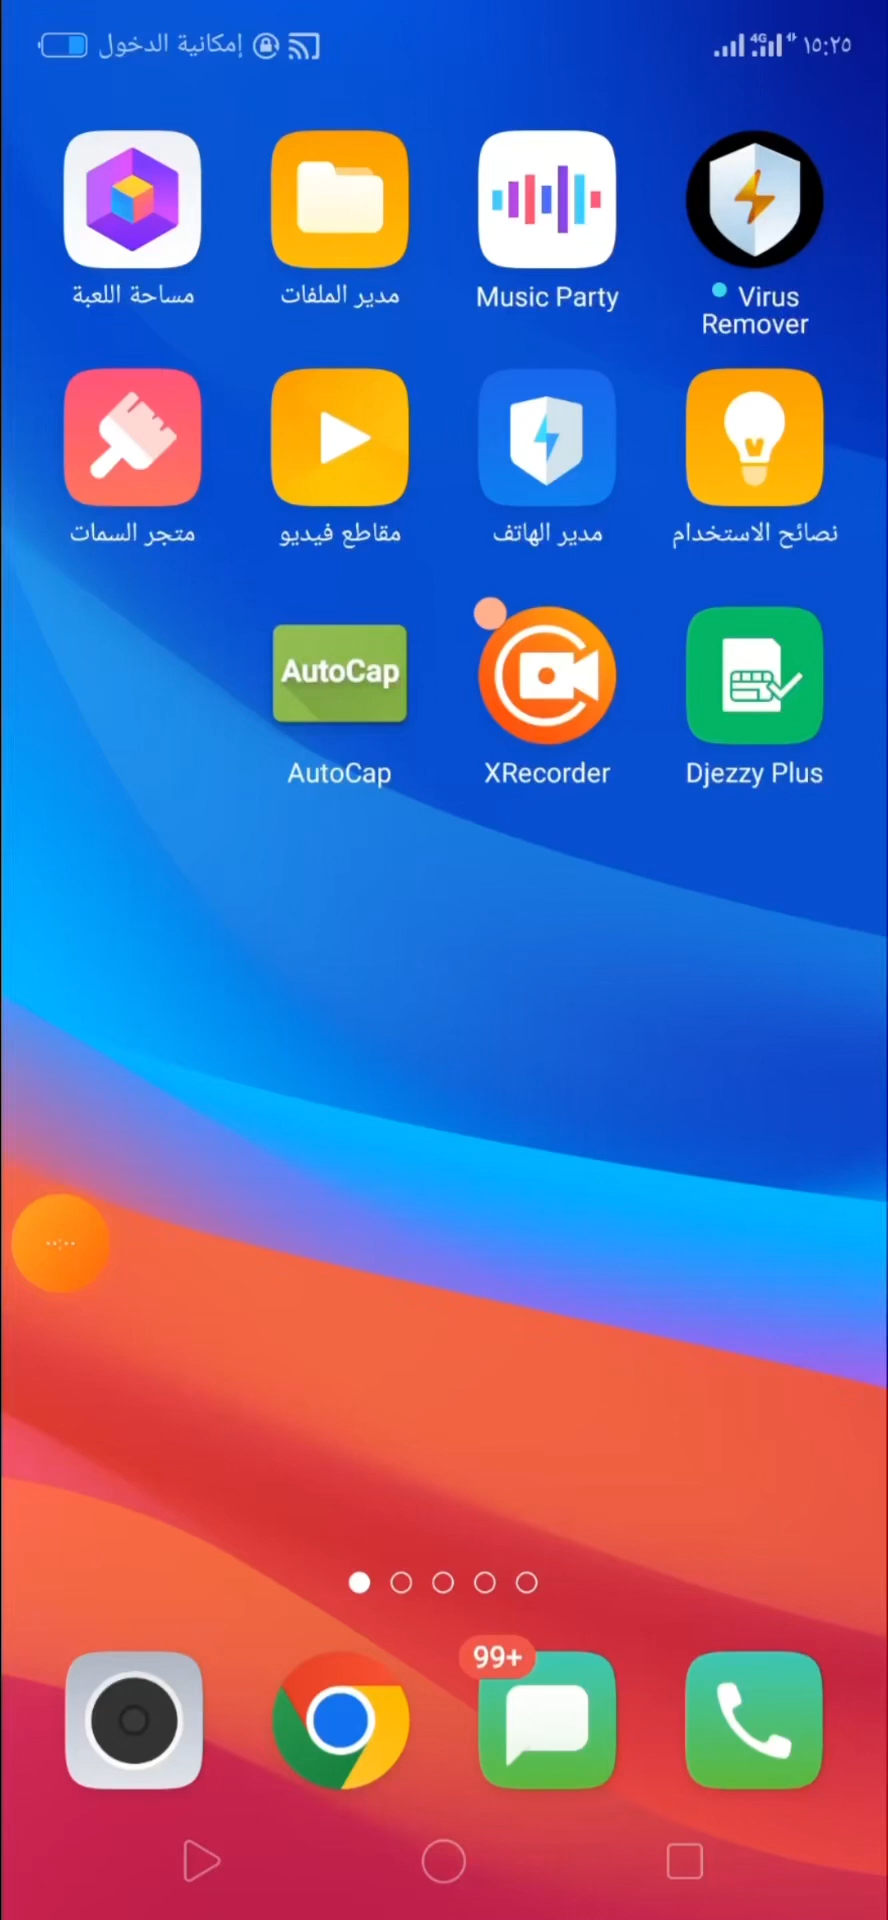 ١٥:٢٥
4G
إمكانية الدخول
Virus
Remover
Music Party
مدير الملفات
مساحة اللعبة
نصائح الاستخدام
مدير الهاتف
مقاطع فيديو
متجر السمات
Djezzy Plus
XRecorder
AutoCap
AutoCap
99+